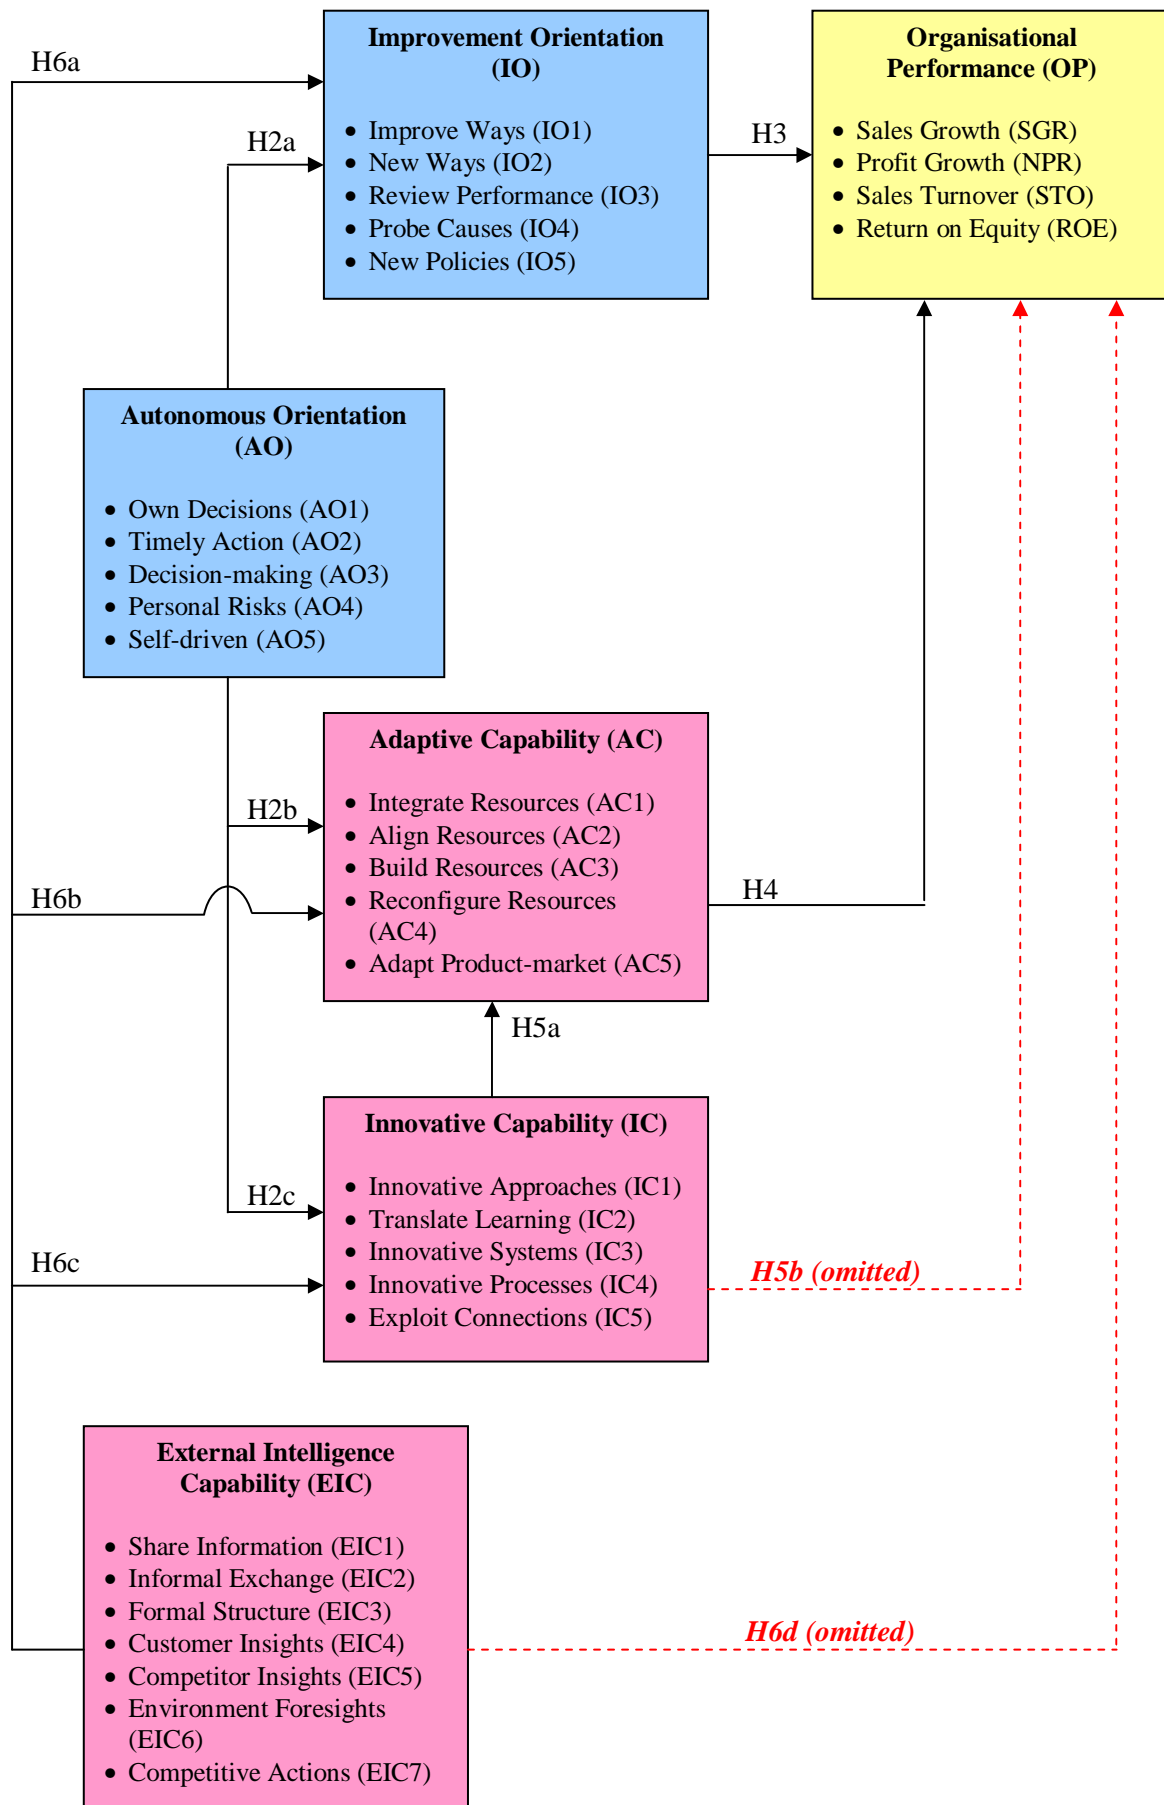 H6a
H2a
Improvement Orientation
(IO)
• Improve Ways (IO1)
• New Ways (IO2)
• Review Performance (IO3)
• Probe Causes (IO4)
• New Policies (IO5)
H3
Organisational
Performance (OP)
• Sales Growth (SGR)
• Profit Growth (NPR)
• Sales Turnover (STO)
• Return on Equity (ROE)
Autonomous Orientation
(AO)
• Own Decisions (AO1)
• Timely Action (AO2)
• Decision-making (AO3)
• Personal Risks (AO4)
• Self-driven (AO5)
H2b
H6b
Adaptive Capability (AC)
• Integrate Resources (AC1)
• Align Resources (AC2)
• Build Resources (AC3)
• Reconfigure Resources
(AC4)
• Adapt Product-market (AC5)
H4
H5a
H2c
H6c
Innovative Capability (IC)
• Innovative Approaches (IC1)
• Translate Learning (IC2)
• Innovative Systems (IC3)
• Innovative Processes (IC4)
• Exploit Connections (IC5)
H5b (omitted)
External Intelligence
Capability (EIC)
• Share Information (EIC1)
• Informal Exchange (EIC2)
• Formal Structure (EIC3)
• Customer Insights (EIC4)
• Competitor Insights (EIC5)
• Environment Foresights
(EIC6)
• Competitive Actions (EIC7)
H6d (omitted)